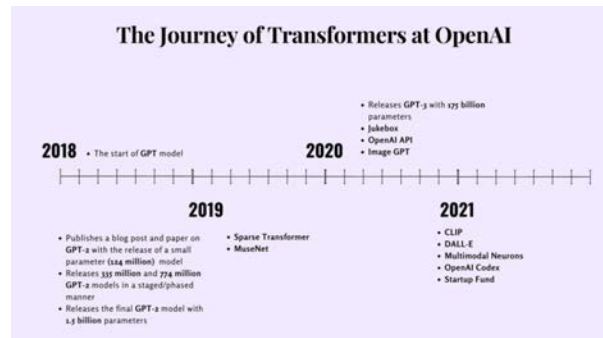 The Journey of Transformers at OpenAI
2018
• The start of GPT model
2019
• Publishes a blog post and paper on
GPT-2 with the release of a small
parameter (124 million) model
• Releases 335 million and 774 million
GPT-2 models in a staged/phased
manner
• Releases the final GPT-2 model with
1.5 billion parameters
• Sparse Transformer
• MuseNet
2020
• Releases GPT-3 with 175 billion
parameters
• Jukebox
• OpenAI API
• Image GPT
2021
• CLIP
• DALL-E
• Multimodal Neurons
• OpenAI Codex
• Startup Fund